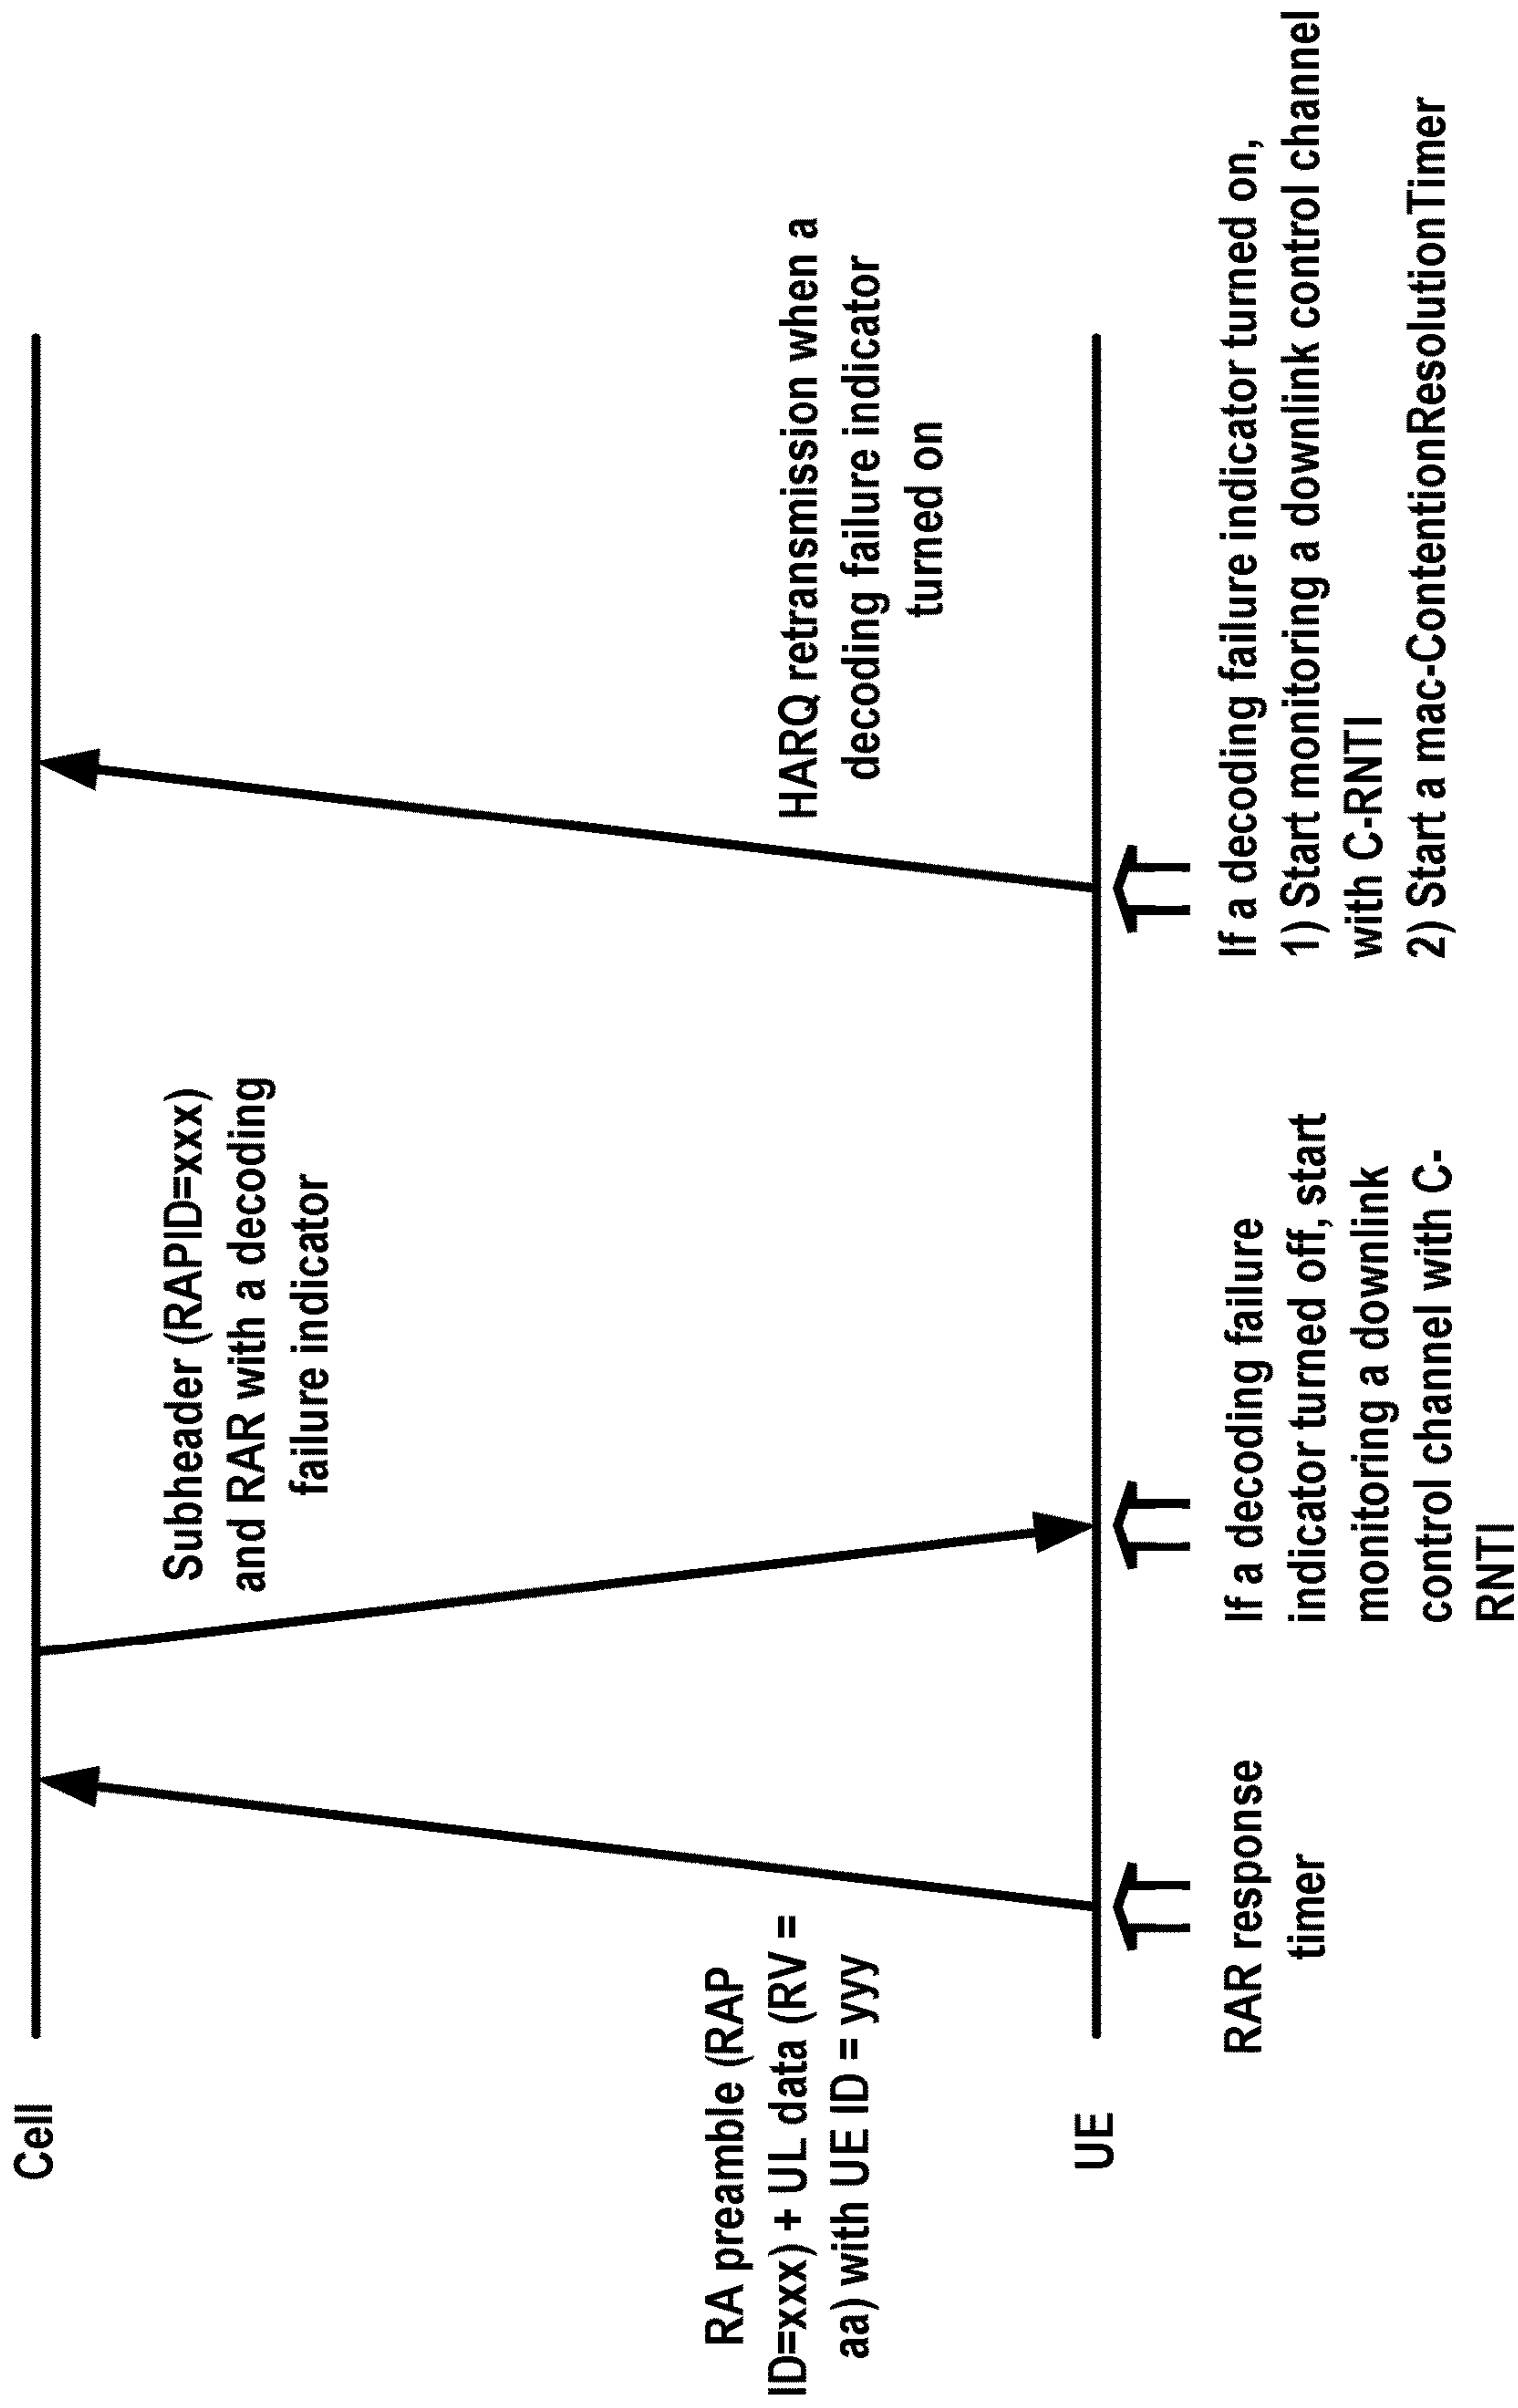 Cell
Subheader (RAPID=xxx)
and RAR with a decoding
failure indicator
HARQ retransmission when a
decoding failure indicator
turned on
RA preamble (RAP
ID=xxx) + UL data (RV =
aa) with UE ID = yyy
UE
RAR response
timer
If a decoding failure
indicator turned off, start
monitoring a downlink
control channel with C-
RNTI
If a decoding failure indicator turned on,
1) Start monitoring a downlink control channel
with C-RNTI
2) Start a mac-ContentionResolutionTimer